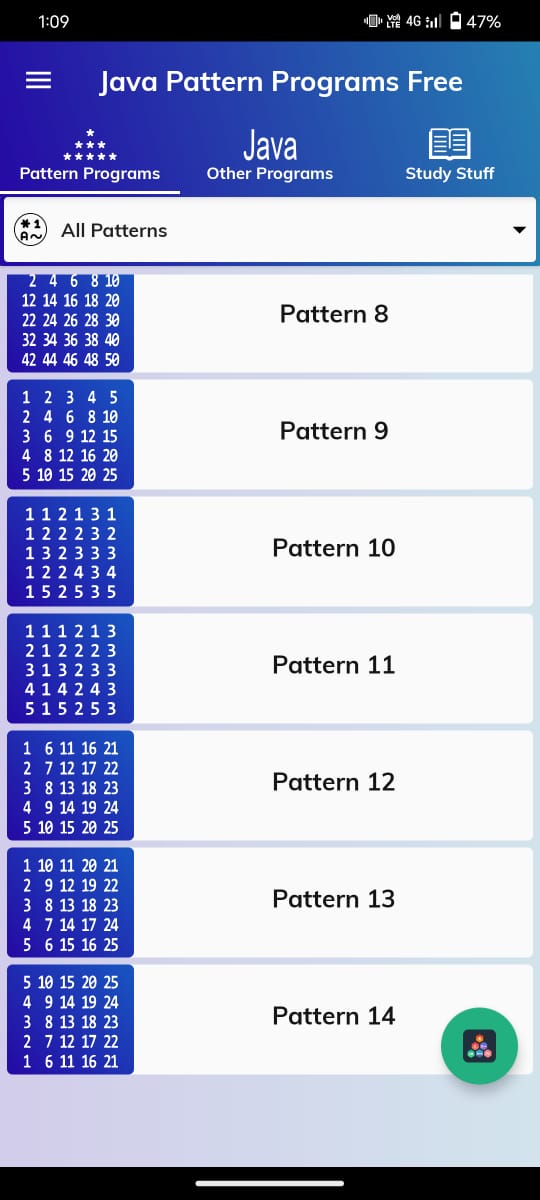 1:09
Vo) LTE 4G 47%
Java Pattern Programs Free
Java
Pattern Programs Other Programs Study Stuff
*1 A~ All Patterns
2 4 6 8 10
12 14 16 18 20
22 24 26 28 30
32 34 36 38 40
42 44 46 48 50
Pattern 8
1 2 3 4 5
2 4 6 8 10
3 6 9 12 15
4 8 12 16 20
5 10 15 20 25
Pattern 9
1 1 2 1 3 1
1 2 2 2 3 2
1 3 2 3 3 3
1 2 2 4 3 4
1 5 2 5 3 5
Pattern 10
1 1 1 2 1 3
2 1 2 2 2 3
3 1 3 2 3 3
4 1 4 2 4 3
5 1 5 2 5 3
Pattern 11
1 6 11 16 21
2 7 12 17 22
3 8 13 18 23
4 9 14 19 24
5 10 15 20 25
Pattern 12
1 10 11 20 21
2 9 12 19 22
3 8 13 18 23
4 7 14 17 24
5 6 15 16 25
Pattern 13
5 10 15 20 25
4 9 14 19 24
3 8 13 18 23
2 7 12 17 22
1 6 11 16 21
Pattern 14